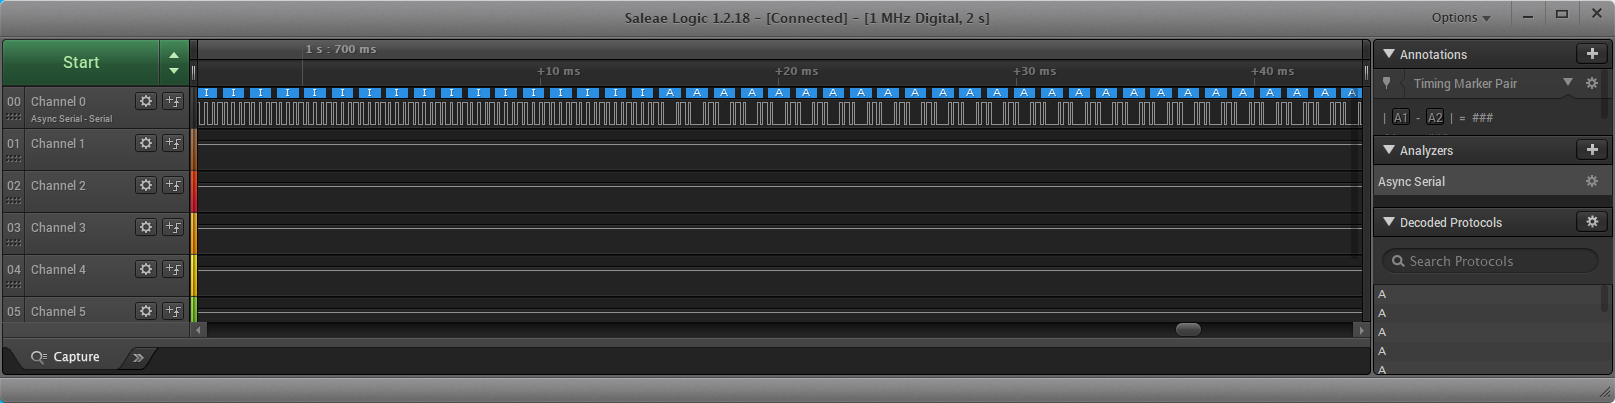 Saleae Logic 1.2.18 - [Connected] - [1 MHz Digital, 2 s]
Options
Start
1 s : 700 ms
+10 ms +20 ms +30 ms +40 ms
00 Channel 0
Async Serial - Serial
I I I I I I I I I I I I I I I I I A A A A A A A A A A A A A A A A A A A A A A A A A A
01 Channel 1
02 Channel 2
03 Channel 3
04 Channel 4
05 Channel 5
Capture
Annotations
Timing Marker Pair
| A1 - A2 | = ###
Analyzers
Async Serial
Decoded Protocols
Search Protocols
A
A
A
A
A